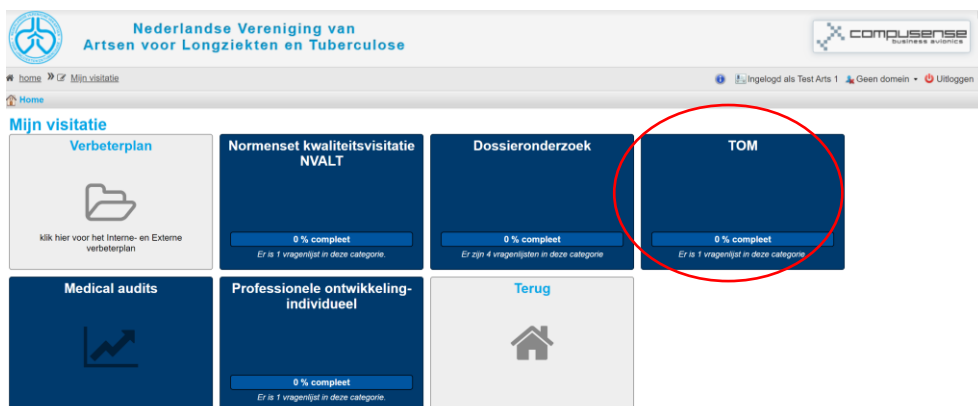 Nederlandse Vereniging van
Artsen voor Longziekten en Tuberculose
compusense
business avionics
home » Mijn visitatie
Ingelogd als Test Arts 1 Geen domein Uitloggen
Home
Mijn visitatie
Verbeterplan
klik hier voor het Interne- en Externe
verbeterplan
Normenset kwaliteitsvisitatie
NVALT
0 % compleet
Er is 1 vragenlijst in deze categorie.
Dossieronderzoek
0 % compleet
Er zijn 4 vragenlijsten in deze categorie
TOM
0 % compleet
Er is 1 vragenlijst in deze categorie.
Medical audits
Professionele ontwikkeling-
individueel
0 % compleet
Er is 1 vragenlijst in deze categorie.
Terug